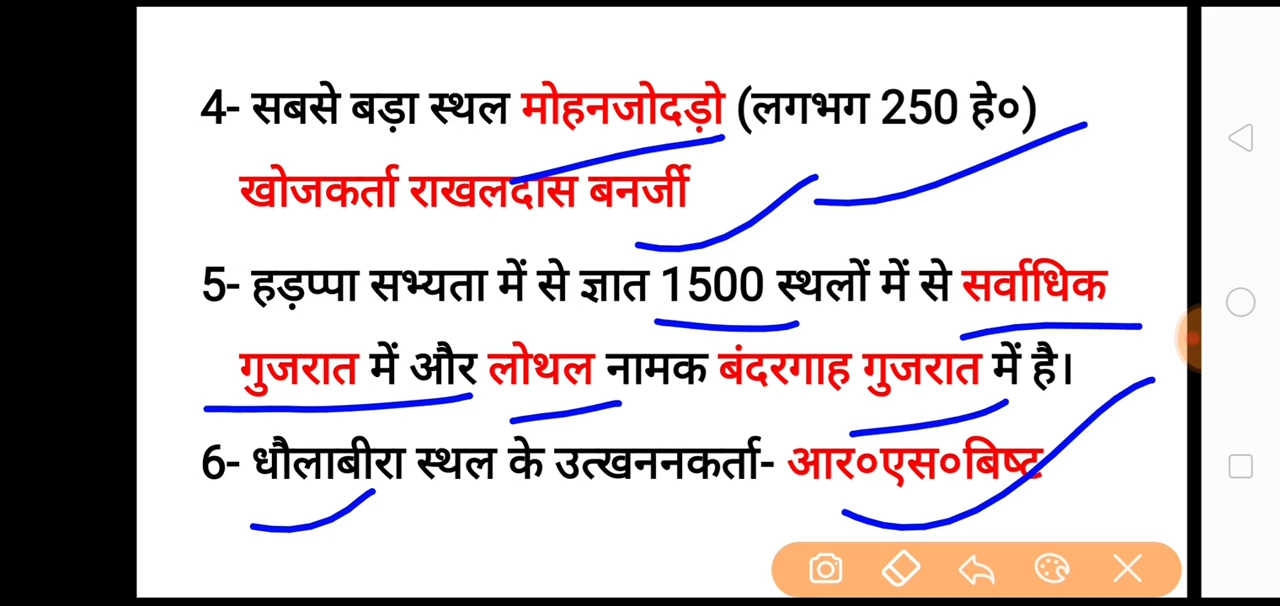 4- सबसे बड़ा स्थल मोहनजोदड़ो (लगभग 250 हे०)
खोजकर्ता राखलदास बनर्जी
5- हड़प्पा सभ्यता में से ज्ञात 1500 स्थलों में से सर्वाधिक
गुजरात में और लोथल नामक बंदरगाह गुजरात में है।
6- धौलाबीरा स्थल के उत्खननकर्ता- आर०एस०बिष्ट